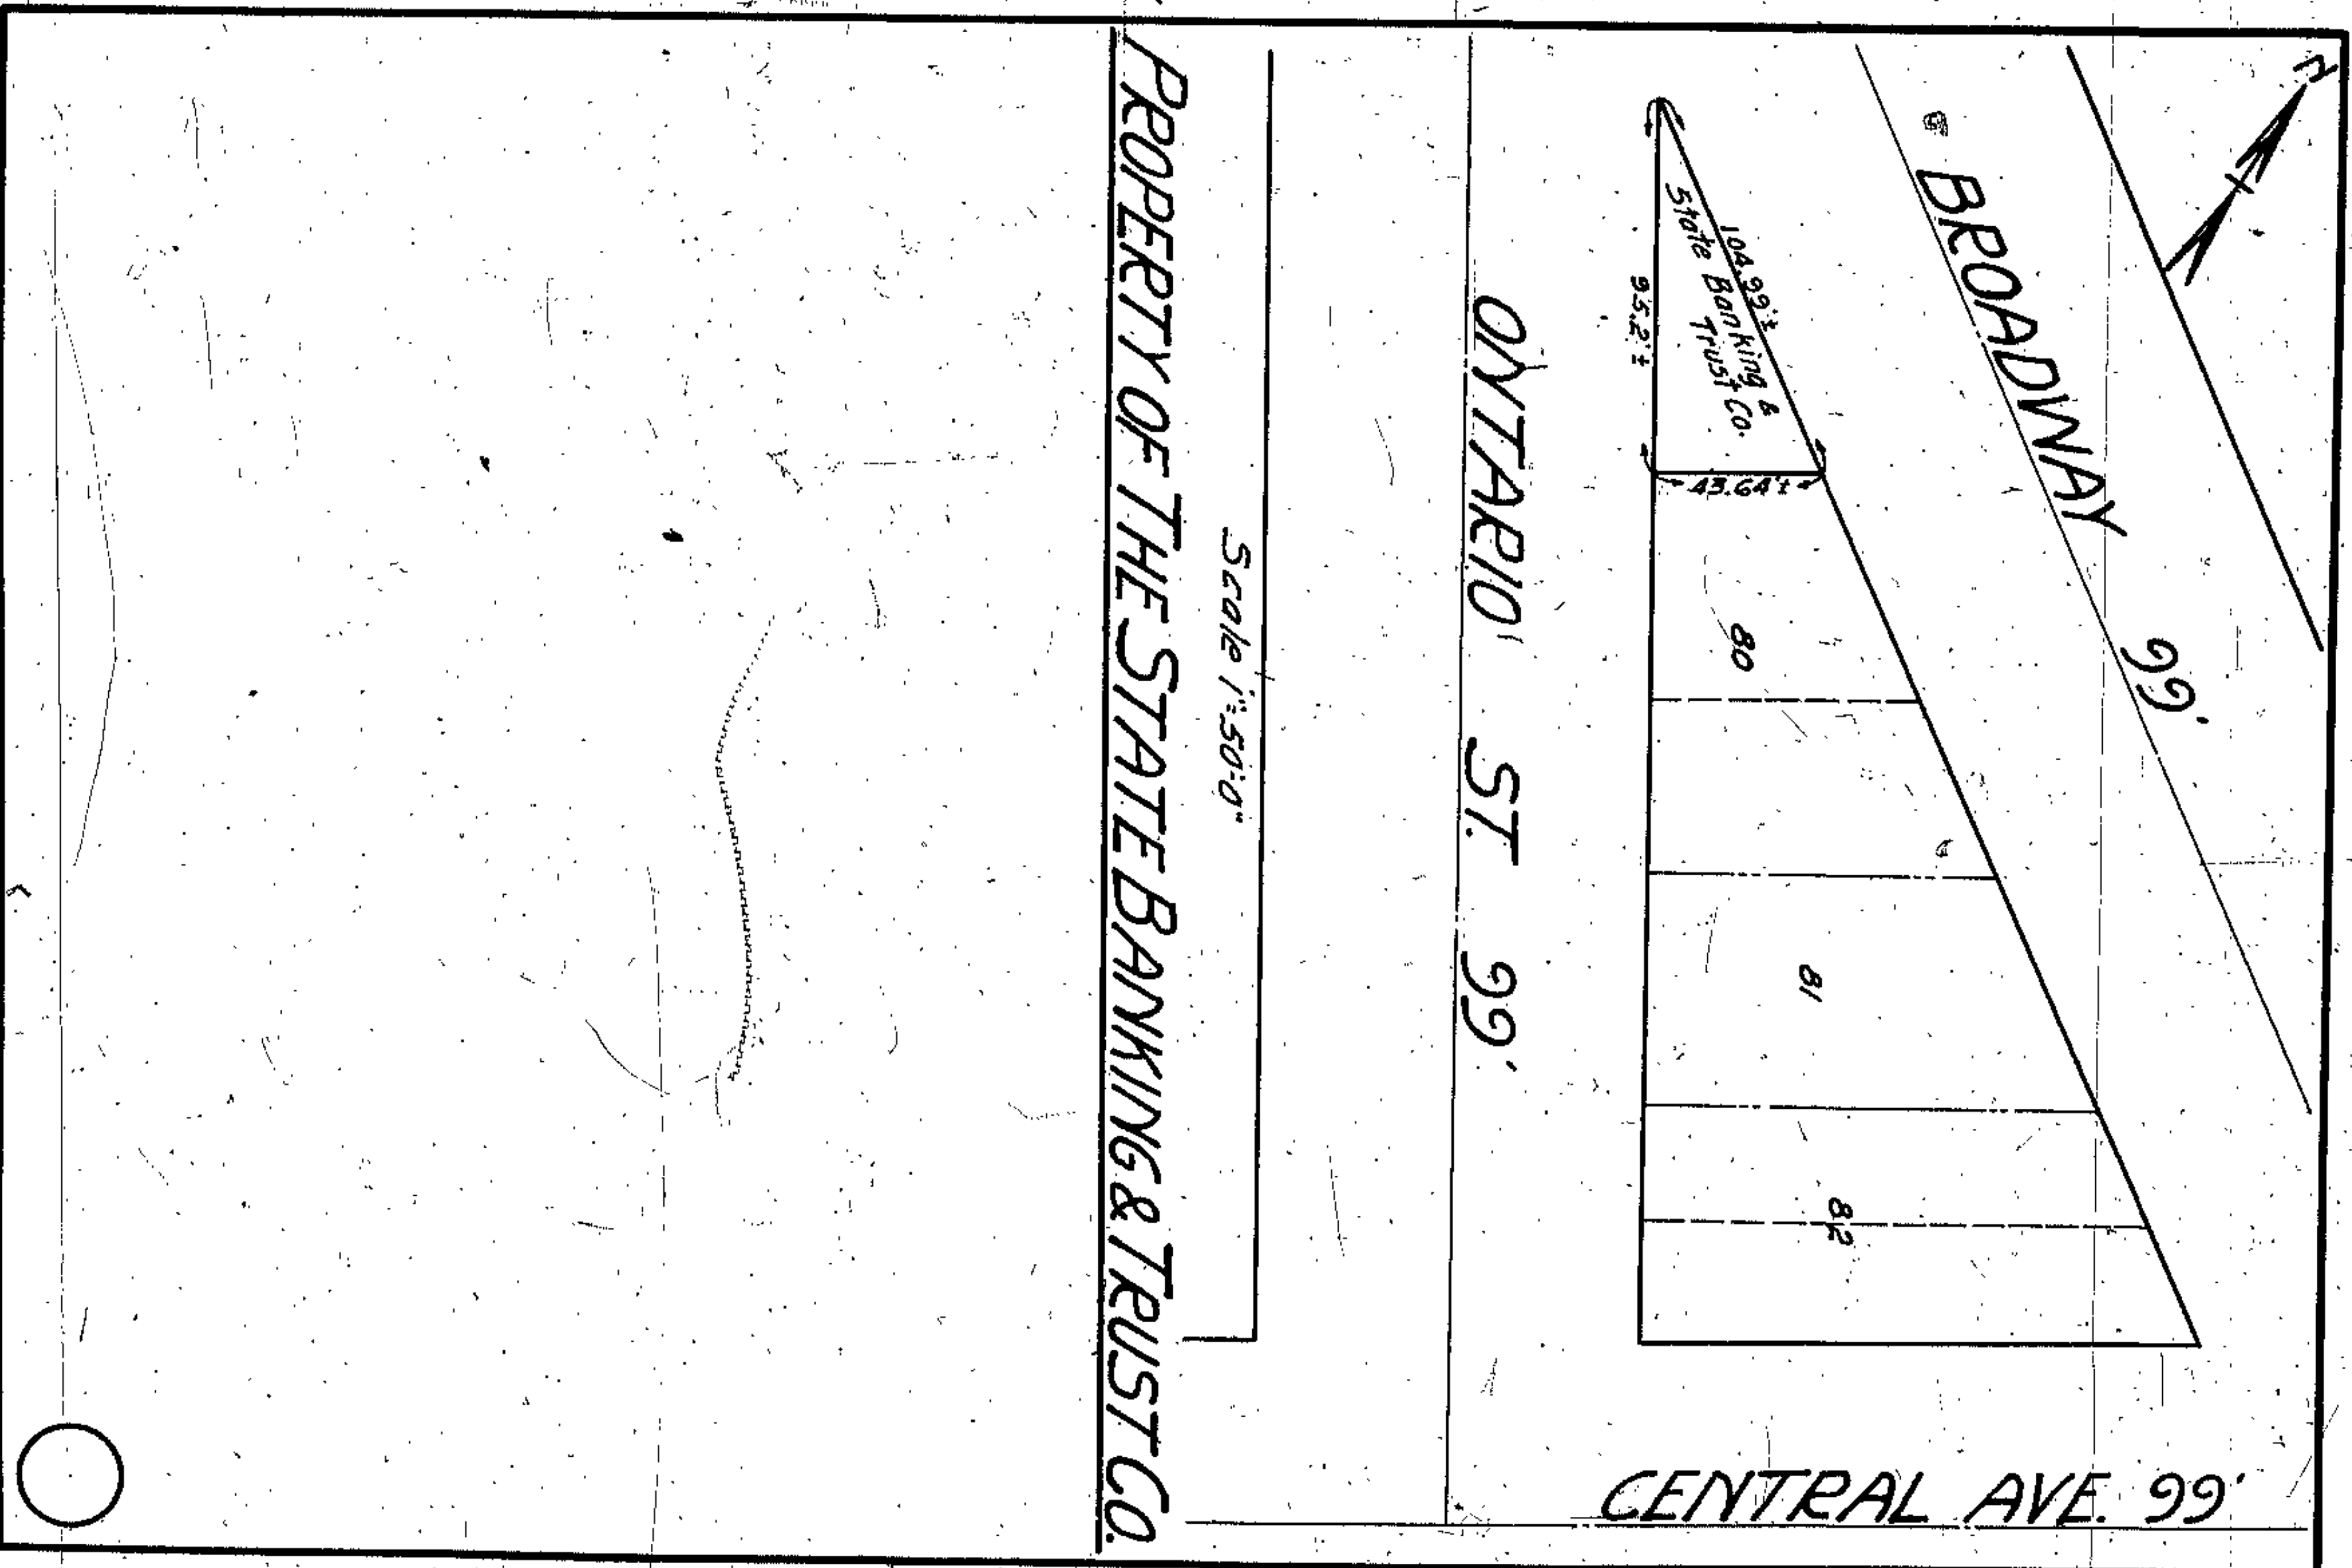 PROPERTY OF THE STATE BANKING & TRUST CO.
Scale 1"=50'-0"
ONTARIO ST. 99'
BROADWAY 99'
CENTRAL AVE. 99'
State Banking &
Trust Co.
104.99'±
95.2'±
43.64'±
80
81
82
N